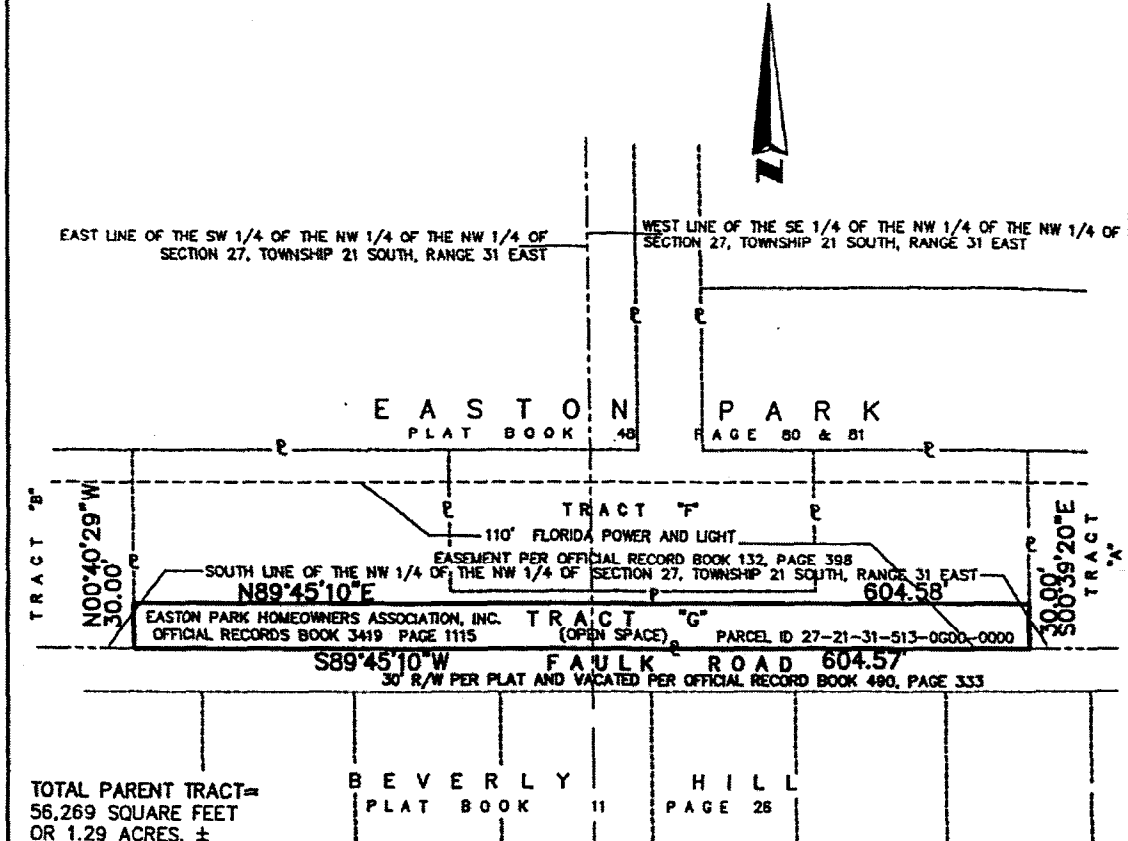 N
EAST LINE OF THE SW 1/4 OF THE NW 1/4 OF THE NW 1/4 OF
SECTION 27, TOWNSHIP 21 SOUTH, RANGE 31 EAST
WEST LINE OF THE SE 1/4 OF THE NW 1/4 OF THE NW 1/4 OF
SECTION 27, TOWNSHIP 21 SOUTH, RANGE 31 EAST
EASTON PARK
PLAT BOOK 48 PAGE 80 & 81
TRACT "B"
N00°40'29"W
30.00'
TRACT "F"
110' FLORIDA POWER AND LIGHT
EASEMENT PER OFFICIAL RECORD BOOK 132, PAGE 398
SOUTH LINE OF THE NW 1/4 OF THE NW 1/4 OF SECTION 27, TOWNSHIP 21 SOUTH, RANGE 31 EAST
N89°45'10"E 604.58'
30.00'
S00°39'20"E
TRACT "A"
EASTON PARK HOMEOWNERS ASSOCIATION, INC. TRACT "G"
OFFICIAL RECORDS BOOK 3419 PAGE 1115 (OPEN SPACE) PARCEL ID 27-21-31-513-0G00-0000
S89°45'10"W FAULK ROAD 604.57'
30' R/W PER PLAT AND VACATED PER OFFICIAL RECORD BOOK 490, PAGE 333
BEVERLY HILL
PLAT BOOK 11 PAGE 26
TOTAL PARENT TRACT=
56,269 SQUARE FEET
OR 1.29 ACRES, ±